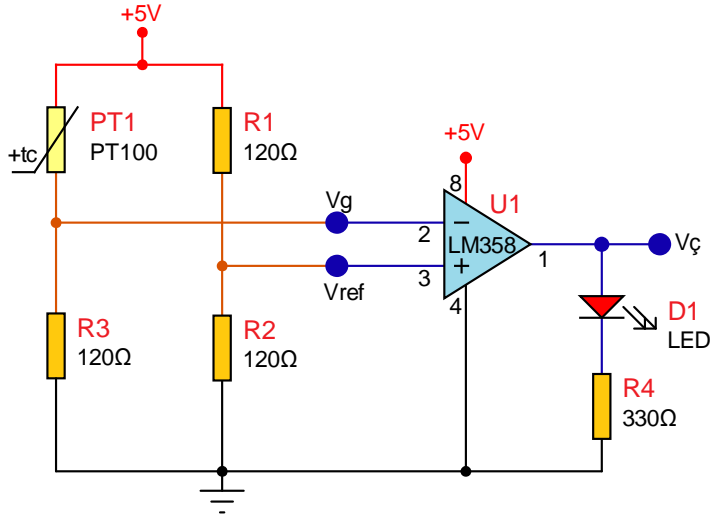 +5V
PT1
PT100
+tc
R1
120Ω
+5V
8
U1
Vg
2
−
LM358
1
Vç
Vref
3
+
4
R3
120Ω
R2
120Ω
D1
LED
R4
330Ω